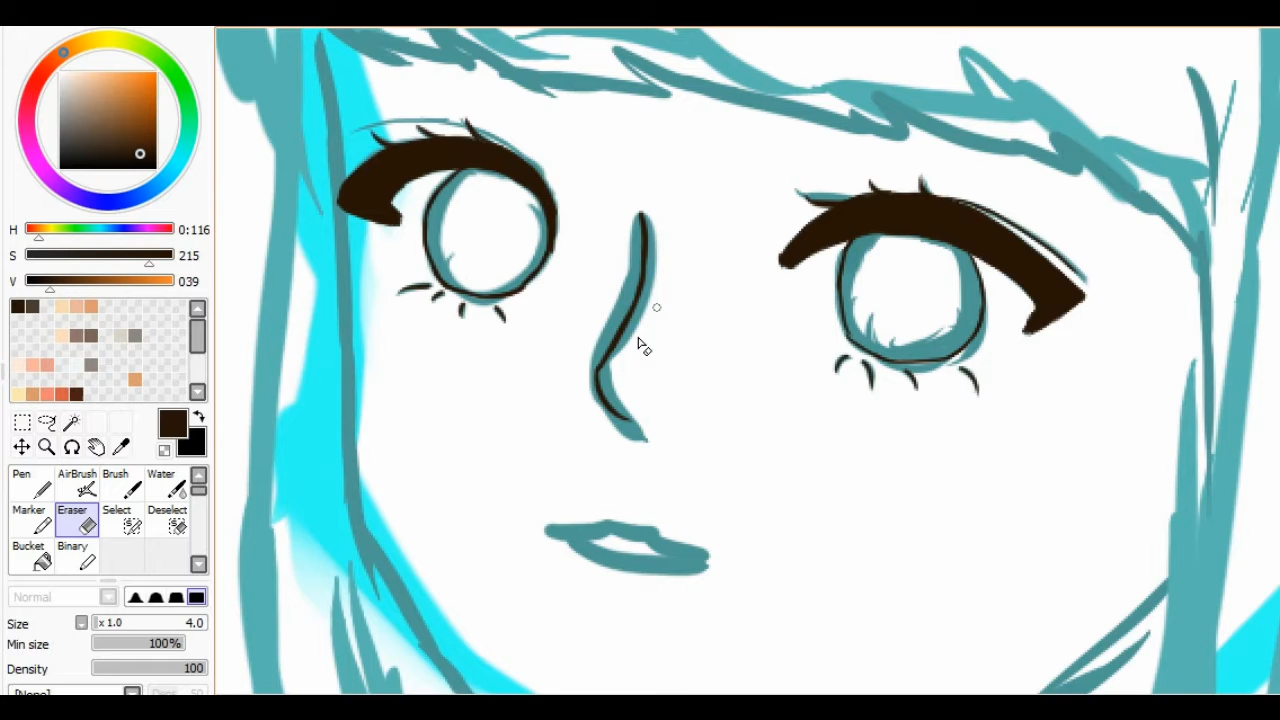 H 0:116
S 215
V 039
Pen AirBrush Brush Water
Marker Eraser Select Deselect
Bucket Binary
Normal
Size x 1.0 4.0
Min size 100%
Density 100
[None]